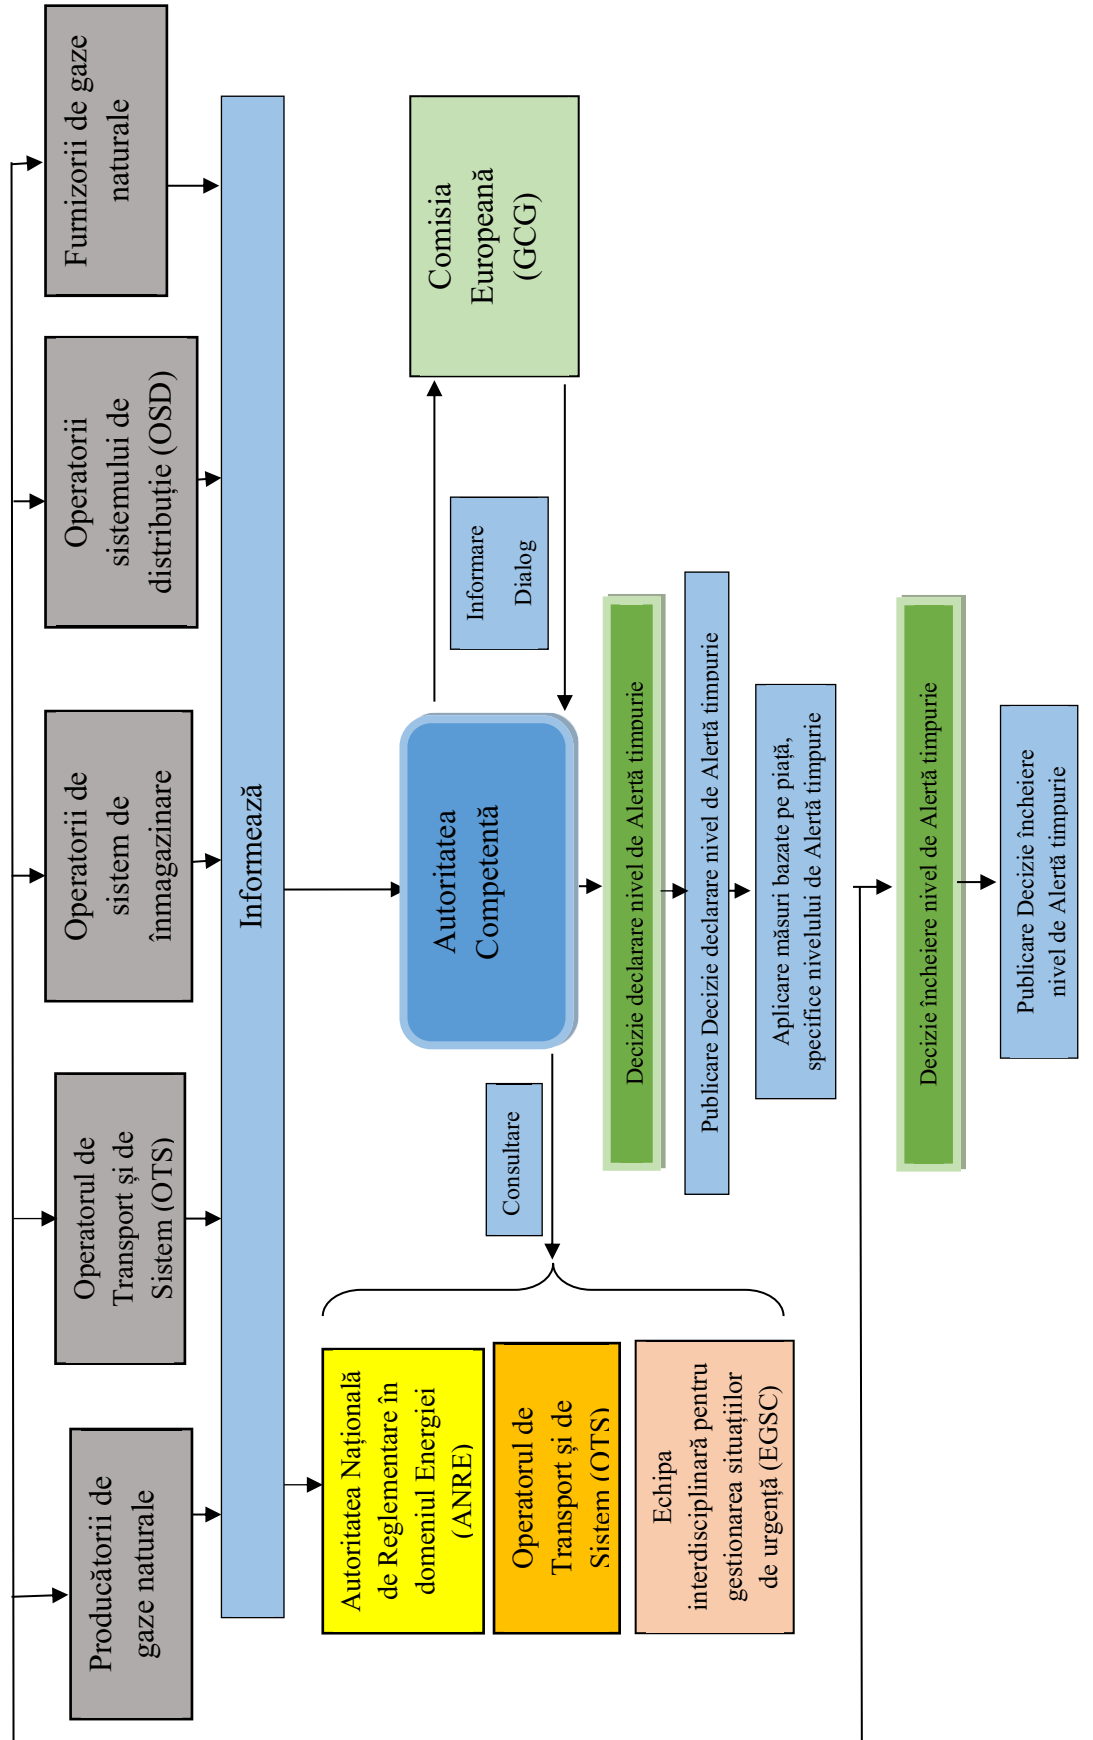 Producătorii de
gaze naturale
Operatorul de
Transport și de
Sistem (OTS)
Operatorii de
sistem de
înmagazinare
Operatorii
sistemului de
distribuție (OSD)
Furnizorii de gaze
naturale
Informează
Autoritatea Națională
de Reglementare în
domeniul Energiei
(ANRE)
Operatorul de
Transport și de
Sistem (OTS)
Echipa
interdisciplinară pentru
gestionarea situațiilor
de urgență (EGSC)
Consultare
Autoritatea
Competentă
Informare
Dialog
Comisia
Europeană
(GCG)
Decizie declarare nivel de Alertă timpurie
Publicare Decizie declarare nivel de Alertă timpurie
Aplicare măsuri bazate pe piață,
specifice nivelului de Alertă timpurie
Decizie încheiere nivel de Alertă timpurie
Publicare Decizie încheiere
nivel de Alertă timpurie